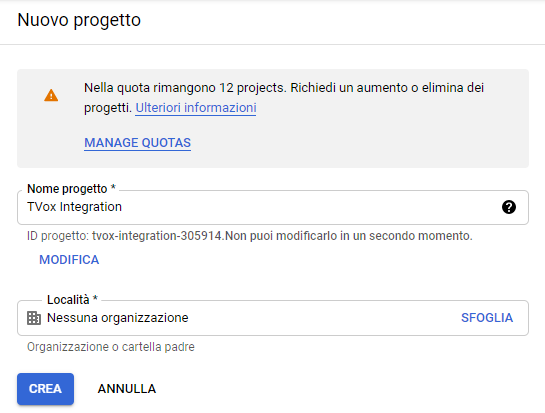 Nuovo progetto
Nella quota rimangono 12 projects. Richiedi un aumento o elimina dei
progetti. Ulteriori informazioni
MANAGE QUOTAS
Nome progetto *
TVox Integration
ID progetto: tvox-integration-305914.Non puoi modificarlo in un secondo momento.
MODIFICA
Località *
Nessuna organizzazione
SFOGLIA
Organizzazione o cartella padre
CREA
ANNULLA